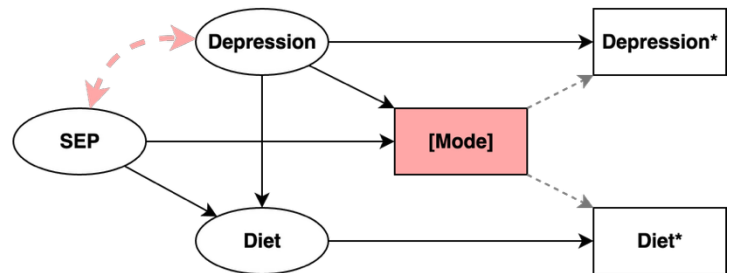 Depression
Depression*
SEP
[Mode]
Diet
Diet*